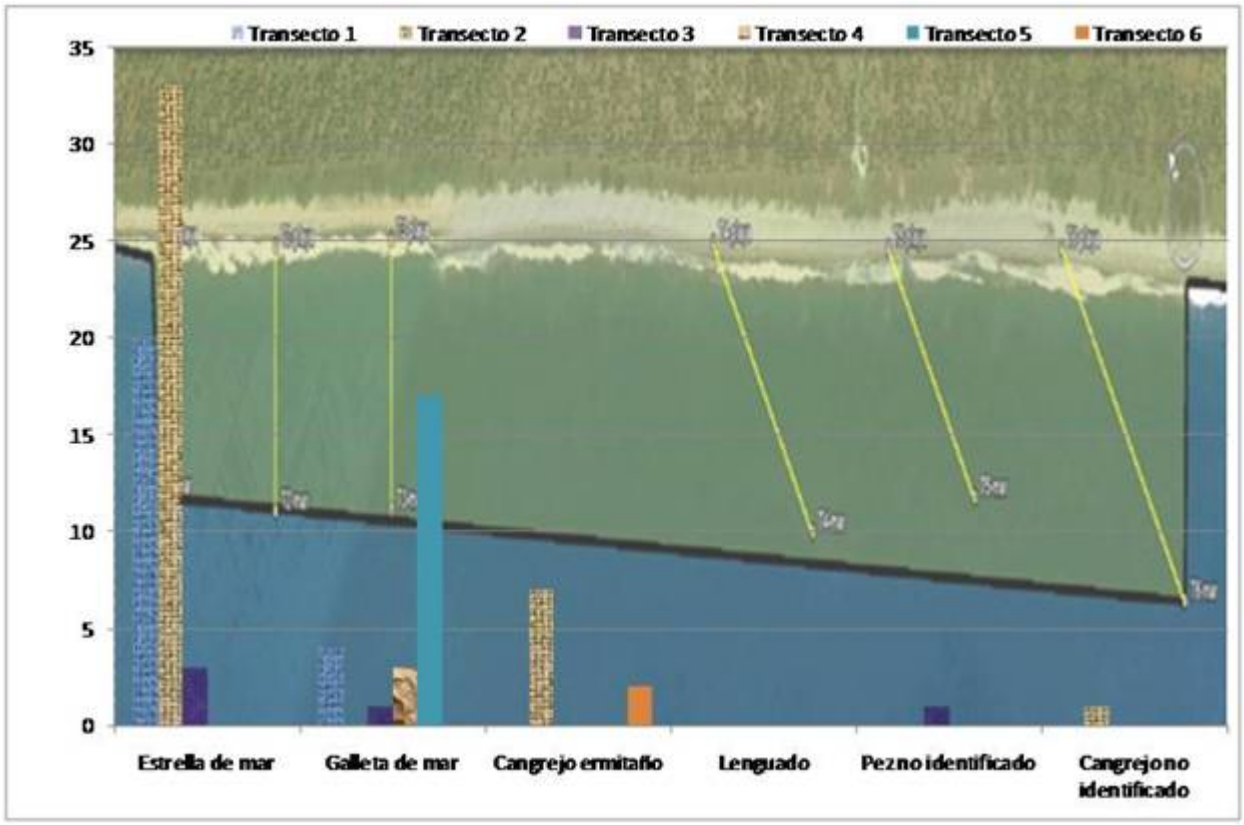 Transecto 1 Transecto 2 Transecto 3 Transecto 4 Transecto 5 Transecto 6
35
30
25
20
15
10
5
0
Estrella de mar Galleta de mar Cangrejo ermitaño Lenguado Pez no identificado Cangrejo no
identificado